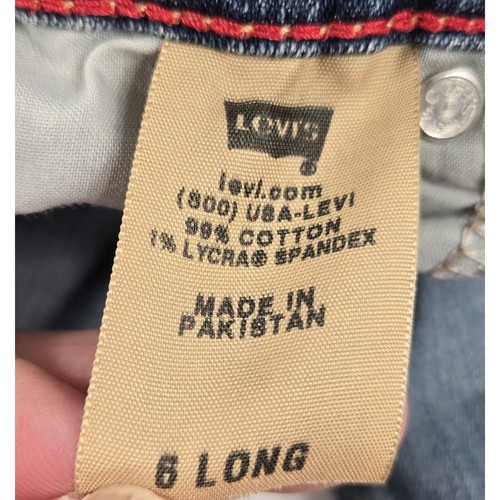 LEVI'S
®
levi.com
(800) USA-LEVI
99% COTTON
1% LYCRA® SPANDEX
MADE IN
PAKISTAN
6 LONG